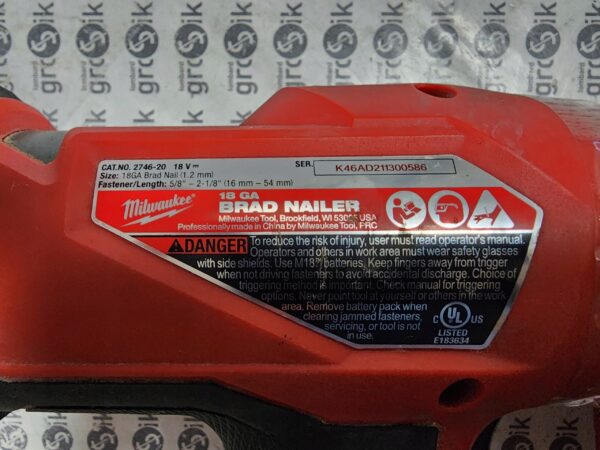 CAT.NO. 2746-20 18 V
SER. K46AD211300586
Size: 18GA Brad Nail (1.2 mm)
Fastener/Length: 5/8" - 2-1/8" (16 mm – 54 mm)
Milwaukee
18 GA
BRAD NAILER
Milwaukee Tool, Brookfield, WI 53005 USA
Professionally made in China by Milwaukee Tool, PRC
DANGER To reduce the risk of injury, user must read operator's manual.
Operators and others in work area must wear safety glasses
with side shields. Use M18™ batteries. Keep fingers away from trigger
when not driving fasteners to avoid accidental discharge. Choice of
triggering method is important. Check manual for triggering
options. Never point tool at yourself or others in the work
area. Remove battery pack when
clearing jammed fasteners,
servicing, or tool is not
in use.
C UL US
LISTED
E183634
lombard
grosik